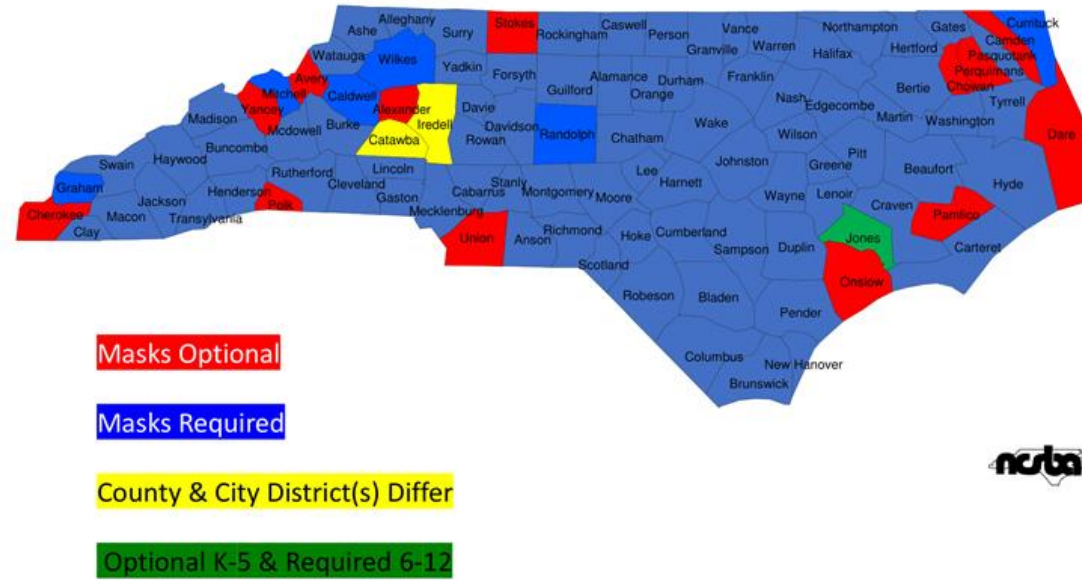 Alleghany
Ashe
Surry
Stokes
Rockingham
Caswell
Person
Vance
Granville
Warren
Northampton
Gates
Currituck
Camden
Pasquotank
Perquimans
Chowan
Hertford
Halifax
Watauga
Wilkes
Yadkin
Forsyth
Guilford
Alamance
Orange
Durham
Franklin
Nash
Edgecombe
Bertie
Martin
Washington
Tyrrell
Dare
Avery
Mitchell
Yancey
Caldwell
Alexander
Iredell
Davie
Davidson
Rowan
Randolph
Chatham
Wake
Wilson
Madison
Mcdowell
Burke
Catawba
Buncombe
Haywood
Swain
Graham
Cherokee
Clay
Macon
Jackson
Transylvania
Henderson
Polk
Rutherford
Cleveland
Lincoln
Gaston
Mecklenburg
Cabarrus
Stanly
Montgomery
Moore
Lee
Harnett
Johnston
Wayne
Greene
Pitt
Lenoir
Beaufort
Hyde
Craven
Pamlico
Carteret
Jones
Onslow
Duplin
Sampson
Cumberland
Hoke
Richmond
Scotland
Anson
Union
Robeson
Bladen
Pender
Columbus
New Hanover
Brunswick
Masks Optional
Masks Required
County & City District(s) Differ
Optional K-5 & Required 6-12
ncsba